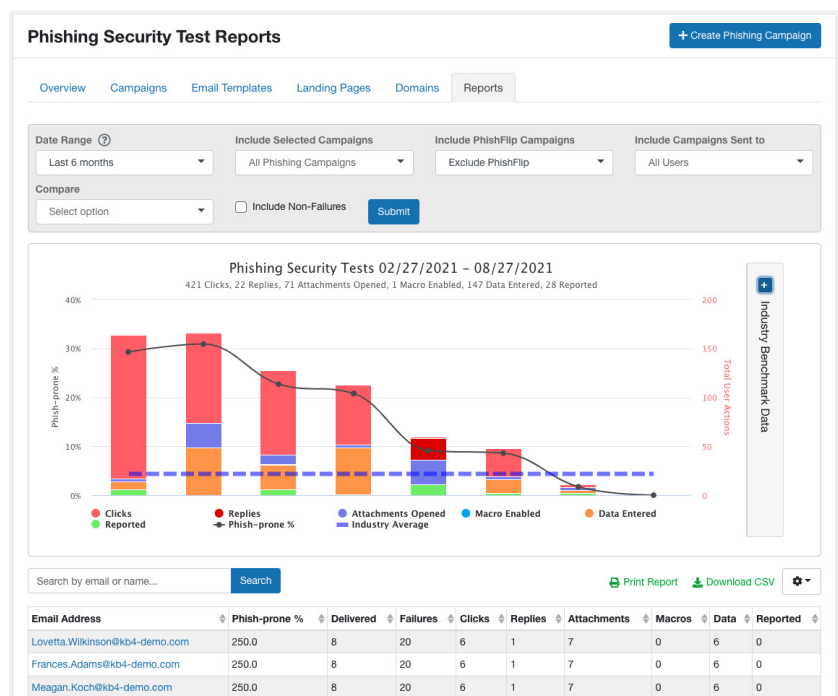 Phishing Security Test Reports
+ Create Phishing Campaign
Overview Campaigns Email Templates Landing Pages Domains Reports
Date Range ? Include Selected Campaigns Include PhishFlip Campaigns Include Campaigns Sent to
Last 6 months All Phishing Campaigns Exclude PhishFlip All Users
Compare
Select option Include Non-Failures Submit
Phishing Security Tests 02/27/2021 – 08/27/2021
421 Clicks, 22 Replies, 71 Attachments Opened, 1 Macro Enabled, 147 Data Entered, 28 Reported
40% 200
30% 150
20% 100
10% 50
0% 0
Phish-prone %
Total User Actions
+ Industry Benchmark Data
Clicks Replies Attachments Opened Macro Enabled Data Entered
Reported Phish-prone % Industry Average
Search by email or name... Search Print Report Download CSV
Email Address Phish-prone % Delivered Failures Clicks Replies Attachments Macros Data Reported
Lovetta.Wilkinson@kb4-demo.com 250.0 8 20 6 1 7 0 6 0
Frances.Adams@kb4-demo.com 250.0 8 20 6 1 7 0 6 0
Meagan.Koch@kb4-demo.com 250.0 8 20 6 1 7 0 6 0